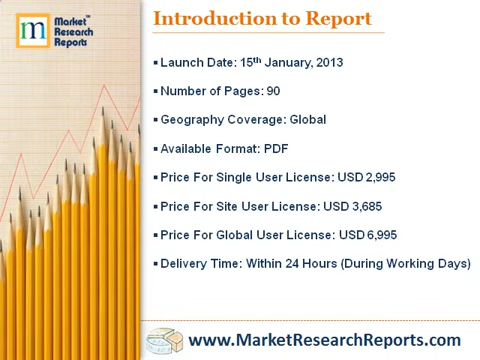 m
Market
Research
Reports
™
Introduction to Report
▪ Launch Date: 15th January, 2013
▪ Number of Pages: 90
▪ Geography Coverage: Global
▪ Available Format: PDF
▪ Price For Single User License: USD 2,995
▪ Price For Site User License: USD 3,685
▪ Price For Global User License: USD 6,995
▪ Delivery Time: Within 24 Hours (During Working Days)
www.MarketResearchReports.com